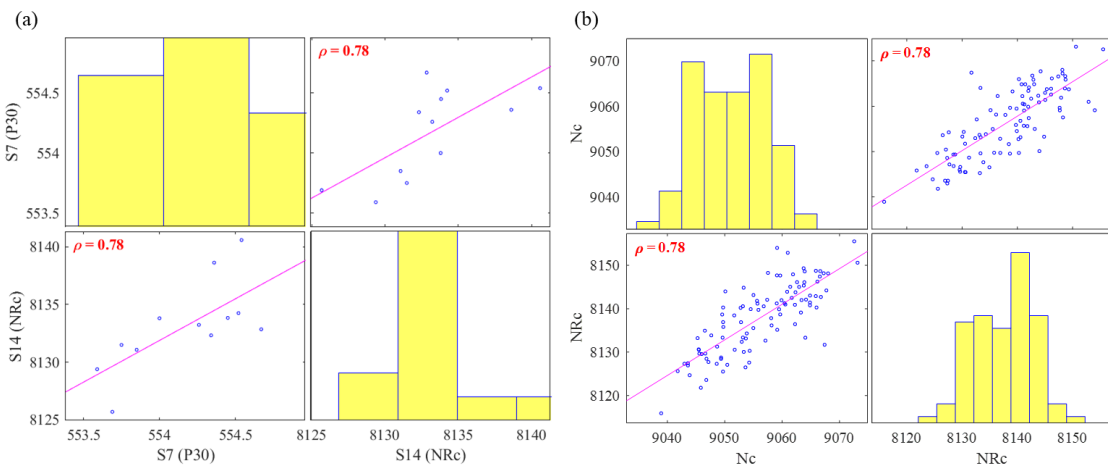 (a)
(b)
ρ = 0.78
ρ = 0.78
554.5
554
553.5
S7 (P30)
9070
9060
9050
9040
Nc
ρ = 0.78
ρ = 0.78
8140
8135
8130
8125
S14 (NRc)
8150
8140
8130
8120
NRc
553.5 554 554.5 8125 8130 8135 8140
S7 (P30) S14 (NRc)
9040 9050 9060 9070 8120 8130 8140 8150
Nc NRc